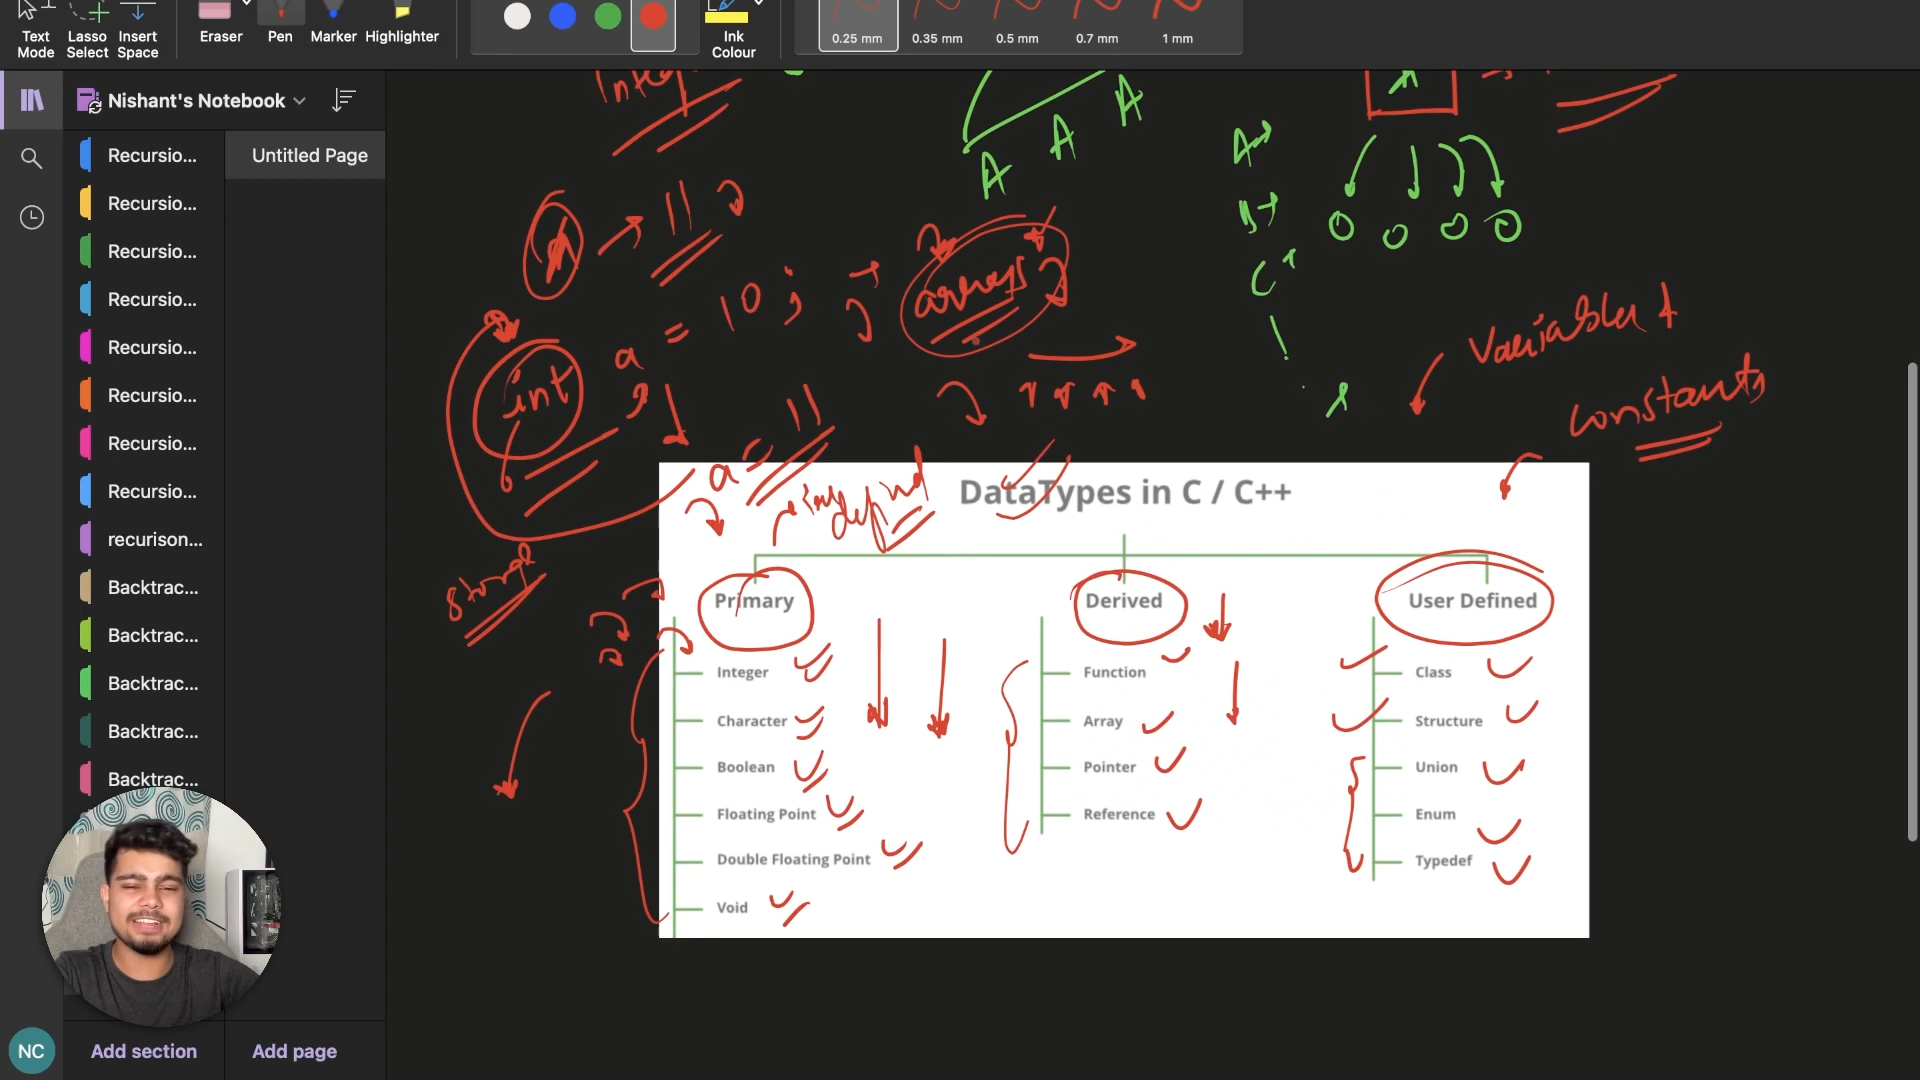 Text Mode
Lasso Select
Insert Space
Eraser
Pen
Marker
Highlighter
Ink Colour
0.25 mm
0.35 mm
0.5 mm
0.7 mm
1 mm
Nishant's Notebook
Untitled Page
Recursio...
Recursio...
Recursio...
Recursio...
Recursio...
Recursio...
Recursio...
Recursio...
recurison...
Backtrac...
Backtrac...
Backtrac...
Backtrac...
Backtrac...
NC
Add section
Add page
A A A
A→
B→
C
11
int a = 10;
arrays
a = 11
Variable &
constants
DataTypes in C / C++
Primary
Integer
Character
Boolean
Floating Point
Double Floating Point
Void
Derived
Function
Array
Pointer
Reference
User Defined
Class
Structure
Union
Enum
Typedef